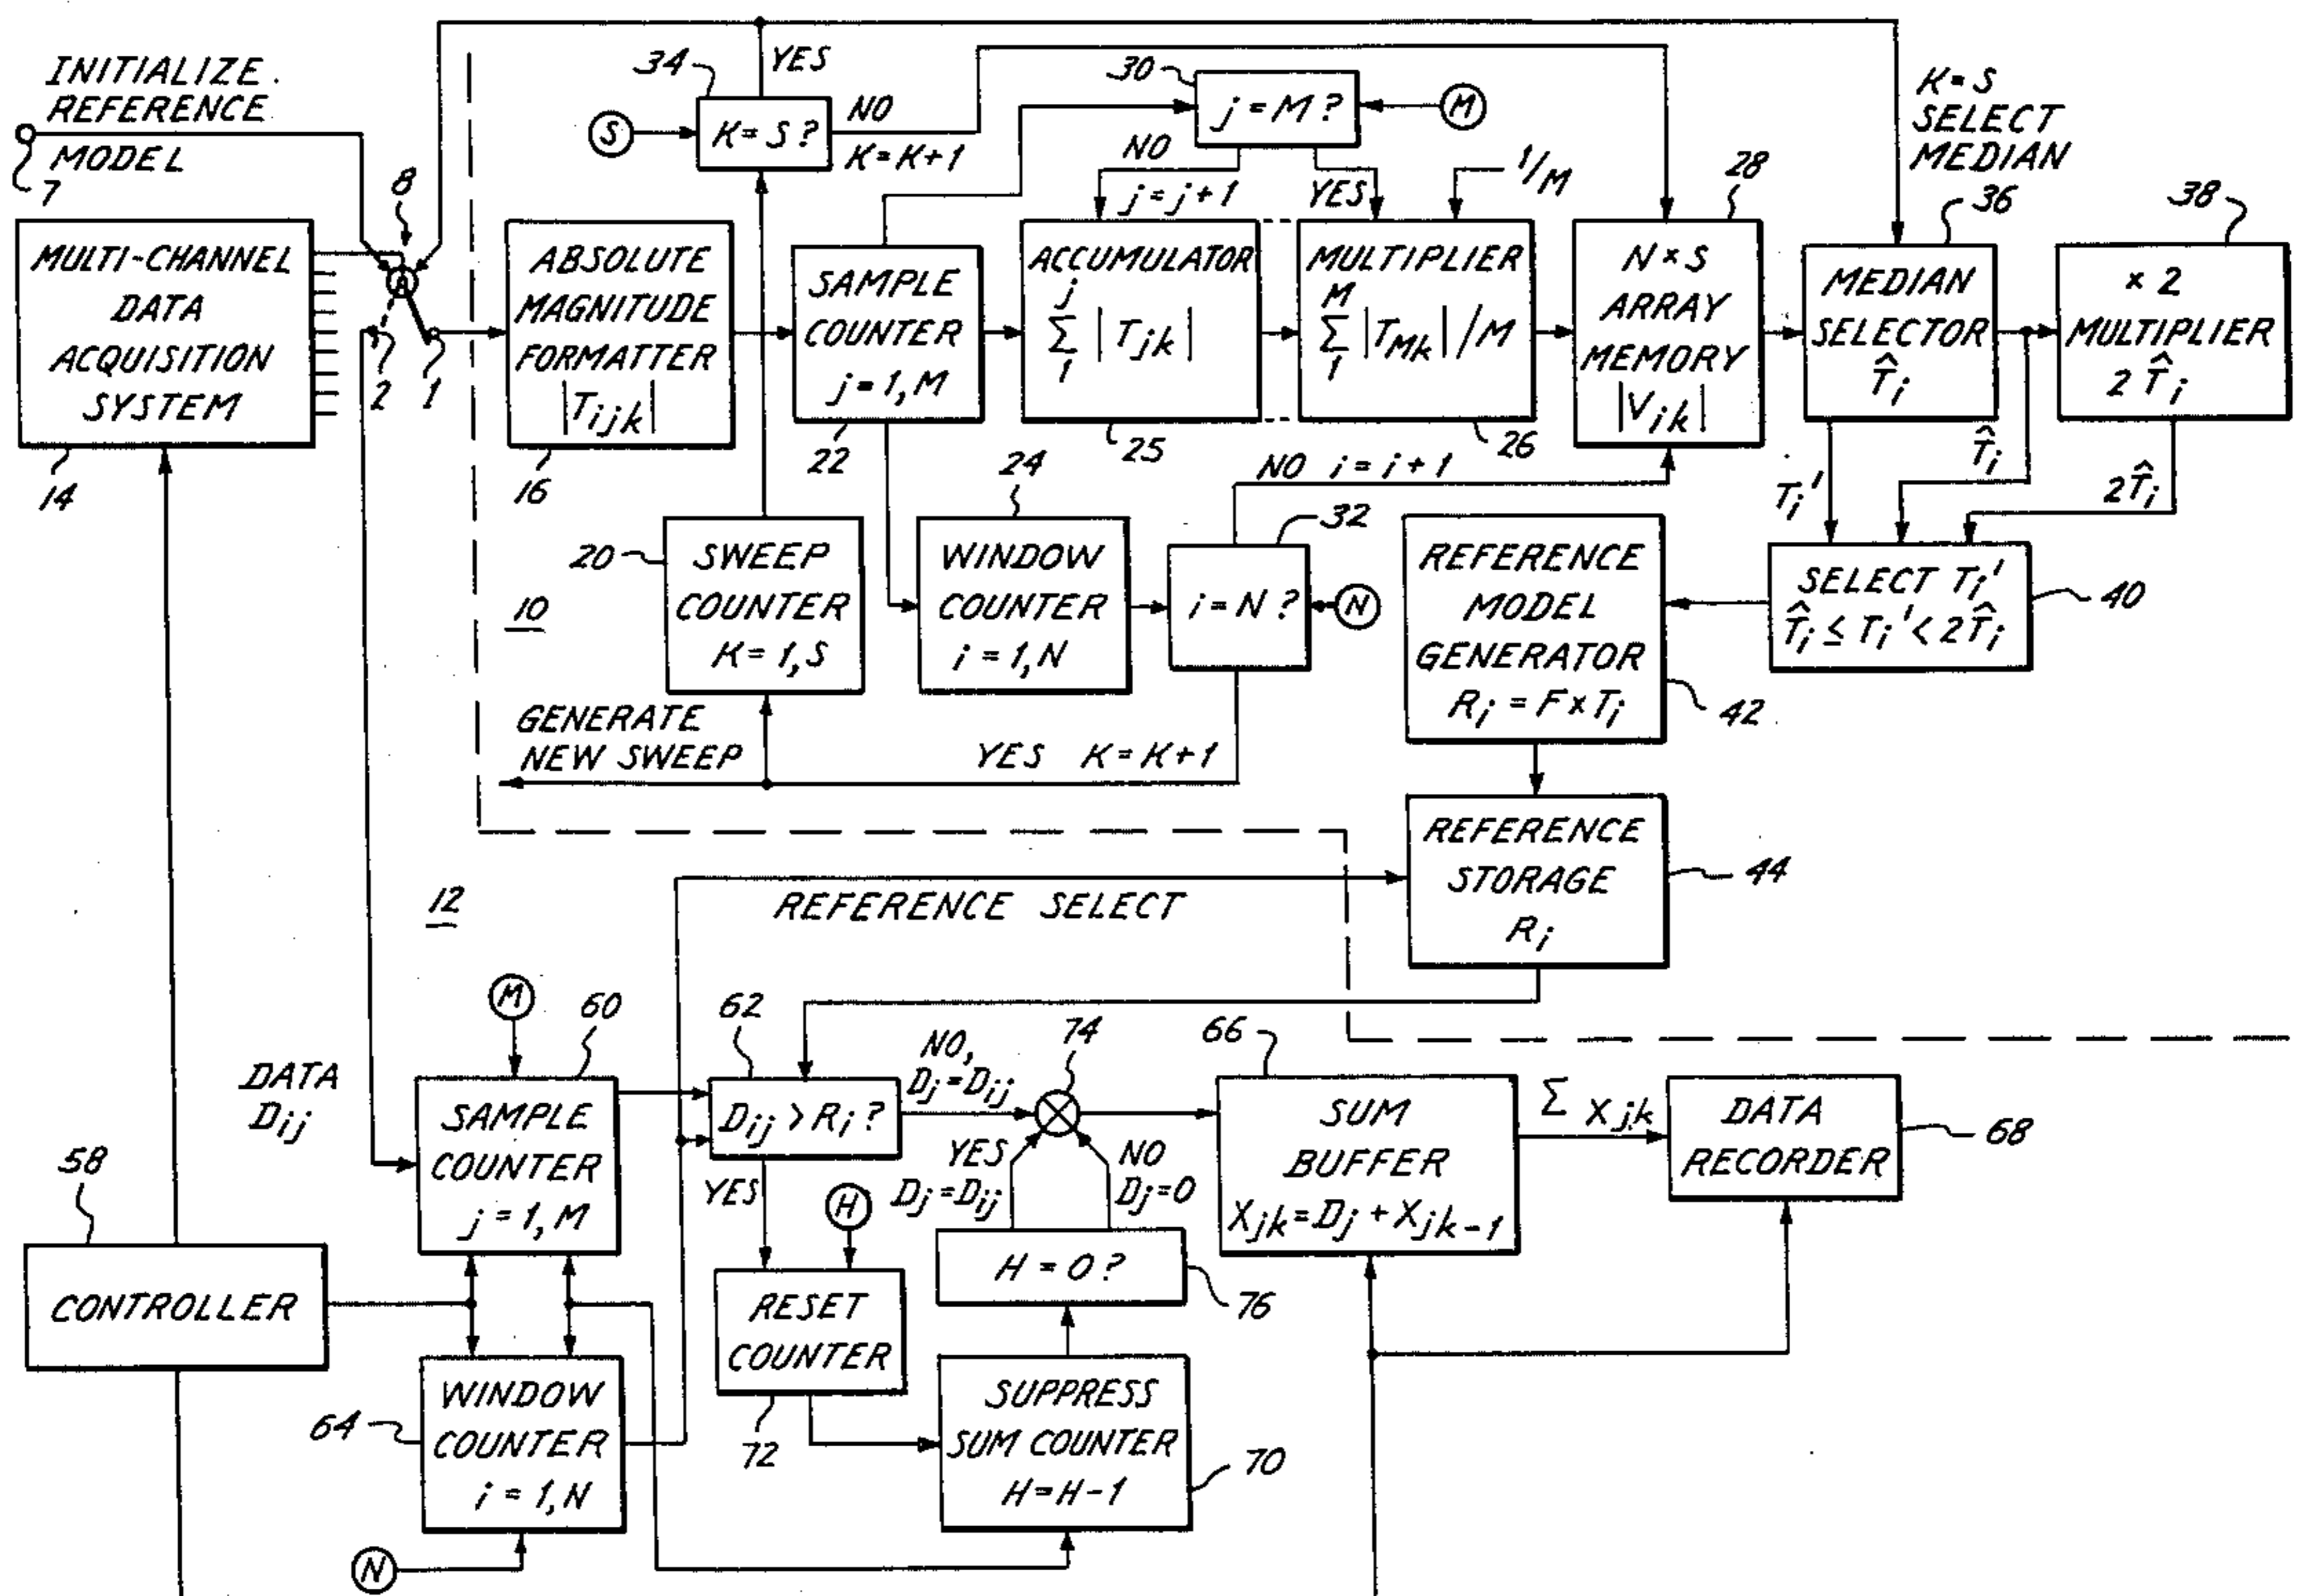 INITIALIZE
REFERENCE
MODEL
7
8
34
YES
S
K = S ?
NO
K = K+1
30
j = M ?
M
NO
j = j+1
YES
1/M
K = S
SELECT
MEDIAN
28
36
38
MULTI-CHANNEL
DATA
ACQUISITION
SYSTEM
14
2
1
ABSOLUTE
MAGNITUDE
FORMATTER
|Tijk|
16
SAMPLE
COUNTER
j = 1, M
22
ACCUMULATOR
j
Σ |Tjk|
1
25
MULTIPLIER
M
Σ |TMk| /M
1
26
N × S
ARRAY
MEMORY
|Vik|
MEDIAN
SELECTOR
T̂i
× 2
MULTIPLIER
2 T̂i
Ti'
T̂i
2T̂i
NO i = i+1
24
32
20
SWEEP
COUNTER
K = 1, S
WINDOW
COUNTER
i = 1, N
i = N ?
N
10
REFERENCE
MODEL
GENERATOR
Ri = F × Ti
42
SELECT Ti'
T̂i ≤ Ti' < 2T̂i
40
GENERATE
NEW SWEEP
YES K = K+1
REFERENCE
STORAGE
Ri
44
12
REFERENCE SELECT
M
60
62
NO,
Dj = Dij
74
66
DATA
Dij
SAMPLE
COUNTER
j = 1, M
Dij > Ri ?
YES
H
YES
Dj = Dij
NO
Dj = 0
SUM
BUFFER
Xjk = Dj + Xjk-1
Σ Xjk
DATA
RECORDER
68
58
CONTROLLER
RESET
COUNTER
72
H = 0 ?
76
64
WINDOW
COUNTER
i = 1, N
N
SUPPRESS
SUM COUNTER
H = H-1
70